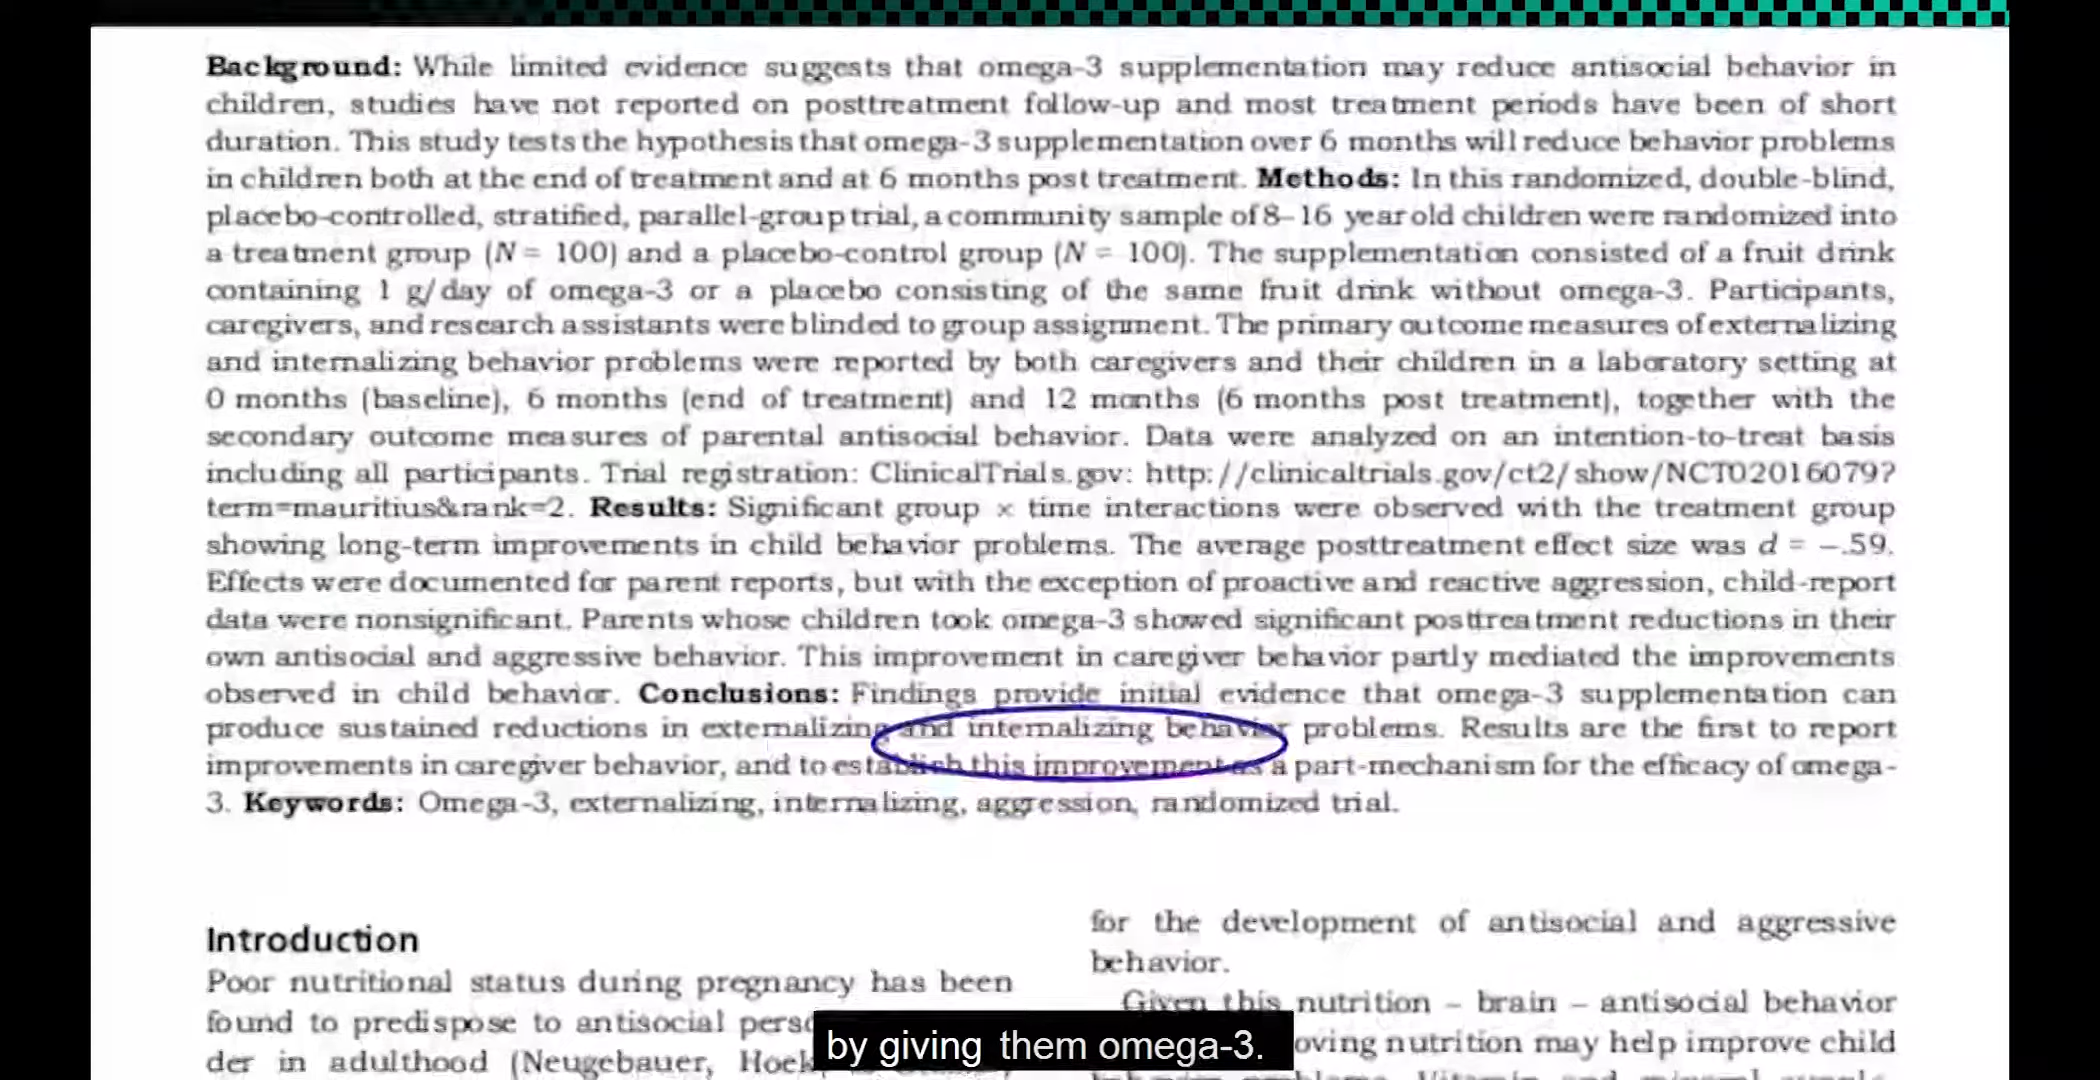 Background: While limited evidence suggests that omega-3 supplementation may reduce antisocial behavior in
children, studies have not reported on posttreatment follow-up and most treatment periods have been of short
duration. This study tests the hypothesis that omega-3 supplementation over 6 months will reduce behavior problems
in children both at the end of treatment and at 6 months post treatment. Methods: In this randomized, double-blind,
placebo-controlled, stratified, parallel-group trial, a community sample of 8–16 year old children were randomized into
a treatment group (N = 100) and a placebo-control group (N = 100). The supplementation consisted of a fruit drink
containing 1 g/day of omega-3 or a placebo consisting of the same fruit drink without omega-3. Participants,
caregivers, and research assistants were blinded to group assignment. The primary outcome measures of externalizing
and internalizing behavior problems were reported by both caregivers and their children in a laboratory setting at
0 months (baseline), 6 months (end of treatment) and 12 months (6 months post treatment), together with the
secondary outcome measures of parental antisocial behavior. Data were analyzed on an intention-to-treat basis
including all participants. Trial registration: ClinicalTrials.gov: http://clinicaltrials.gov/ct2/show/NCT02016079?
term=mauritius&rank=2. Results: Significant group × time interactions were observed with the treatment group
showing long-term improvements in child behavior problems. The average posttreatment effect size was d = −.59.
Effects were documented for parent reports, but with the exception of proactive and reactive aggression, child-report
data were nonsignificant. Parents whose children took omega-3 showed significant posttreatment reductions in their
own antisocial and aggressive behavior. This improvement in caregiver behavior partly mediated the improvements
observed in child behavior. Conclusions: Findings provide initial evidence that omega-3 supplementation can
produce sustained reductions in externalizing and internalizing behavior problems. Results are the first to report
improvements in caregiver behavior, and to establish this improvement as a part-mechanism for the efficacy of omega-
3. Keywords: Omega-3, externalizing, internalizing, aggression, randomized trial.
Introduction
Poor nutritional status during pregnancy has been
found to predispose to antisocial
der in adulthood (Neugebauer,
for the development of antisocial and aggressive
behavior.
Given this nutrition – brain – antisocial behavior
nutrition may help improve child
by giving them omega-3.